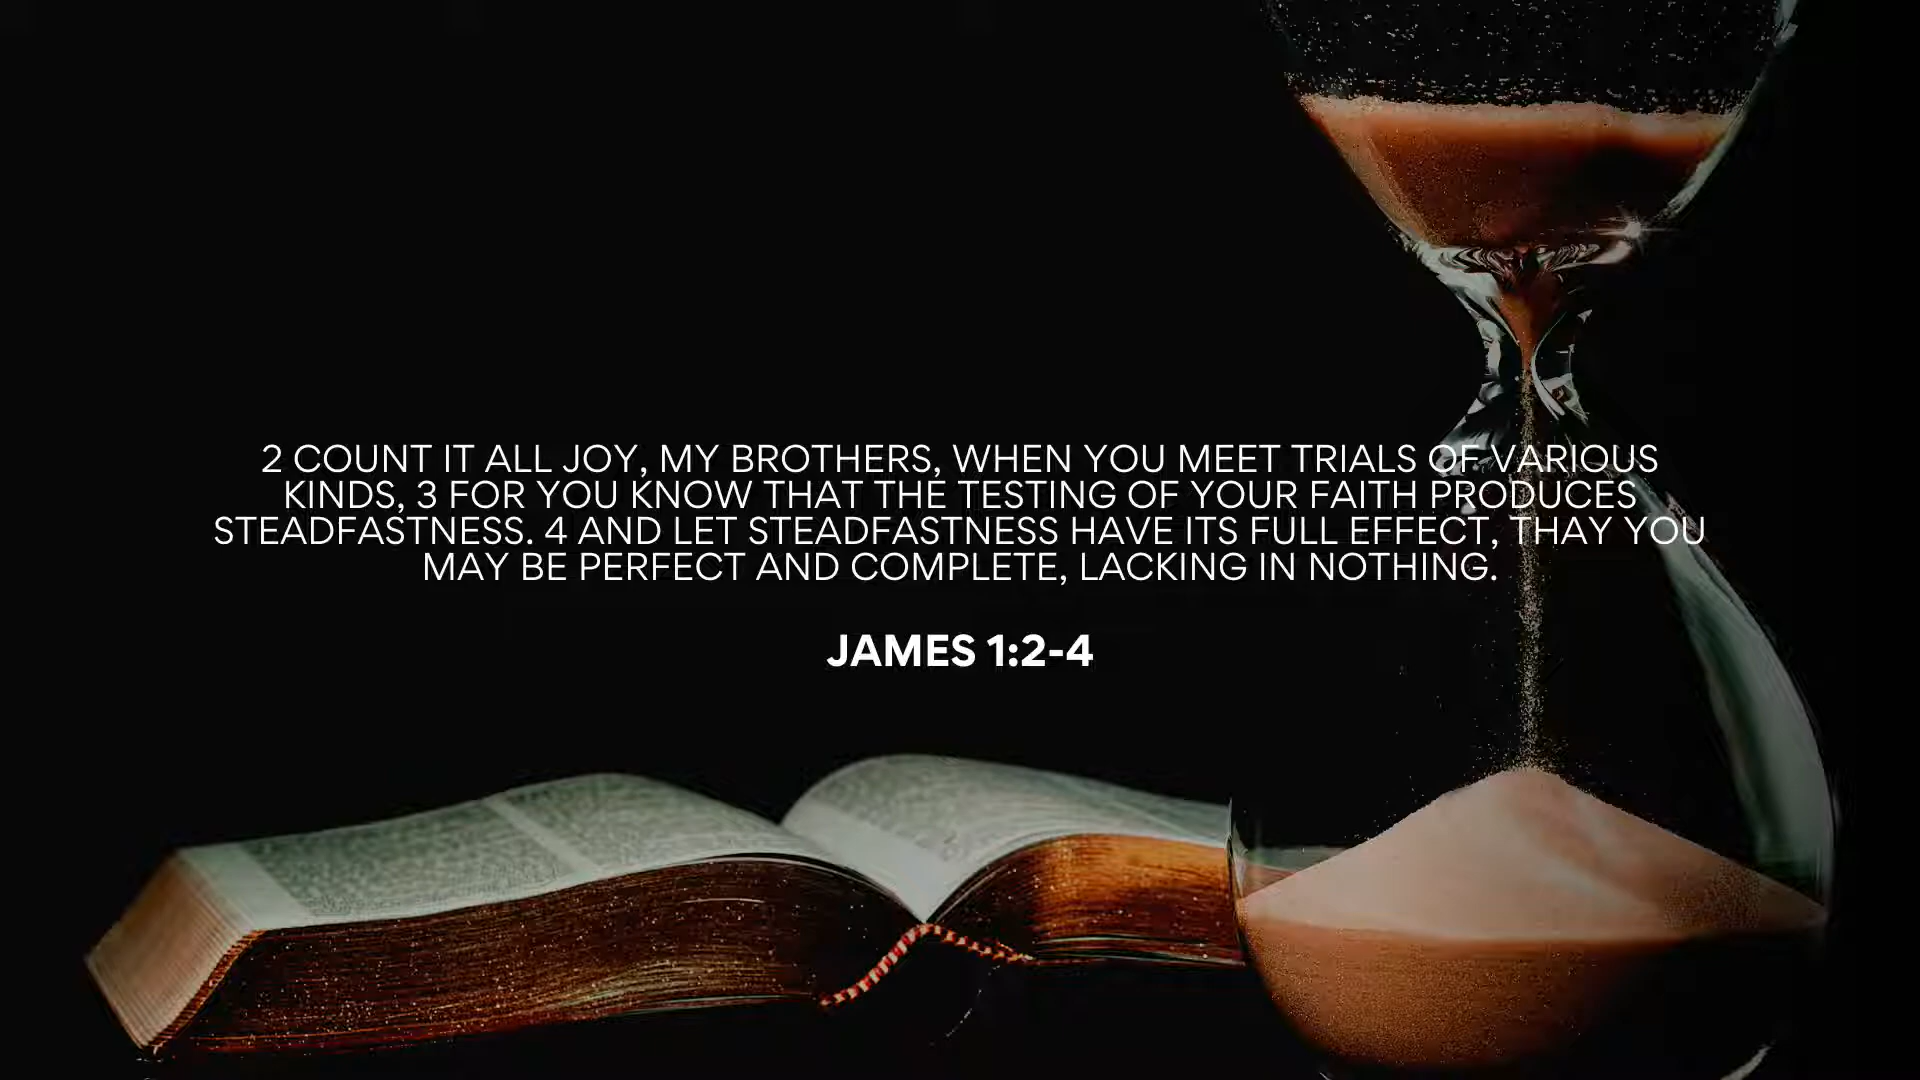 2 COUNT IT ALL JOY, MY BROTHERS, WHEN YOU MEET TRIALS OF VARIOUS
KINDS, 3 FOR YOU KNOW THAT THE TESTING OF YOUR FAITH PRODUCES
STEADFASTNESS. 4 AND LET STEADFASTNESS HAVE ITS FULL EFFECT, THAY YOU
MAY BE PERFECT AND COMPLETE, LACKING IN NOTHING.
JAMES 1:2-4